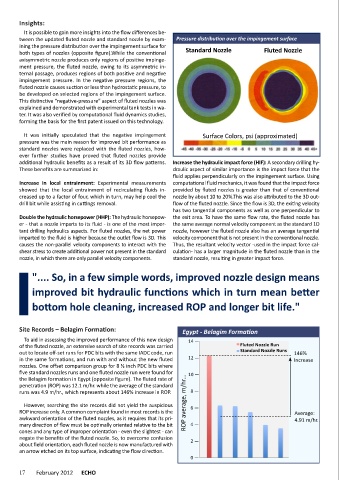 Insights:
It is possible to gain more insights into the flow differences be-
tween the updated fluted nozzle and standard nozzle by exam-
ining the pressure distribution over the impingement surface for
both types of nozzles (opposite figure).While the conventional
axisymmetric nozzle produces only regions of positive impinge-
ment pressure, the fluted nozzle, owing to its asymmetric in-
ternal passage, produces regions of both positive and negative
impingement pressure. In the negative pressure regions, the
fluted nozzle causes suction or less than hydrostatic pressure, to
be developed on selected regions of the impingement surface.
This distinctive "negative-pressure" aspect of fluted nozzles was
explained and demonstrated with experimental tank tests in wa-
ter. It was also verified by computational fluid dynamics studies,
forming the basis for the first patent issued on this technology.
It was initially speculated that the negative impingement
pressure was the main reason for improved bit performance as
standard nozzles were replaced with the fluted nozzles, how-
ever further studies have proved that fluted nozzles provide
additional hydraulic benefits as a result of its 3D flow patterns.
These benefits are summarised in:
Increase in local entrainment: Experimental measurements
showed that the local entrainment of recirculating fluids in-
creased up to a factor of four, which in turn, may help cool the
drill bit while assisting in cuttings removal
Double the hydraulic horsepower (HHP): The hydraulic horsepow-
er - that a nozzle imparts to its fluid - is one of the most impor-
tant drilling hydraulics aspects. For fluted nozzles, the net power
imparted to the fluid is higher because the outlet flow is 3D. This
causes the non-parallel velocity components to interact with the
shear stress to create additional power not present in the standard
nozzle, in which there are only parallel velocity components.
Pressure distribution over the impingement surface
Standard Nozzle Fluted Nozzle
Surface Colors, psi (approximated)
Increase the hydraulic impact force (HIF): A secondary drilling hy-
draulic aspect of similar importance is the impact force that the
fluid applies perpendicularly on the impingement surface. Using
computational fluid mechanics, it was found that the impact force
provided by fluted nozzles is greater than that of conventional
nozzle by about 10 to 20%.This was also attributed to the 3D out-
flow of the fluted nozzle. Since the flow is 3D, the exiting velocity
has two tangential components as well as one perpendicular to
the exit area. To have the same flow rate, the fluted nozzle has
the same average normal velocity component as the standard 1D
nozzle, however the fluted nozzle also has an average tangential
velocity component that is not present in the conventional nozzle.
Thus, the resultant velocity vector -used in the impact force cal-
culation- has a larger magnitude in the fluted nozzle than in the
standard nozzle, resulting in greater impact force.
".... So, in a few simple words, improved nozzle design means
improved bit hydraulic functions which in turn mean better
bottom hole cleaning, increased ROP and longer bit life."
Site Records – Belagim Formation:
To aid in assessing the improved performance of this new design
of the fluted nozzle, an extensive search of site records was carried
out to locate off-set runs for PDC bits with the same IADC code, run
in the same formations, and run with and without the new fluted
nozzles. One offset comparison group for 8 ½ inch PDC bits where
five standard nozzles runs and one fluted nozzle run were found for
the Belagim formation in Egypt (opposite figure). The fluted rate of
penetration (ROP) was 12.1 m/hr while the average of the standard
runs was 4.9 m/hr, which represents about 146% increase in ROP.
However, searching the site records did not yield the auspicious
ROP increase only. A common complaint found in most records is the
awkward orientation of the fluted nozzles, as it requires that its pri-
mary direction of flow must be optimally oriented relative to the bit
cones and any type of improper orientation - even the slightest - can
negate the benefits of the fluted nozzle. So, to overcome confusion
about field orientation, each fluted nozzle is now manufactured with
an arrow etched on its top surface, indicating the flow direction.
Egypt - Belagim Formation
ROP average, m/hr.
14
12
10
8
6
4
2
0
Fluted Nozzle Run
Standard Nozzle Runs
146%
Increase
Average:
4.91 m/hr.
17 February 2012 ECHO